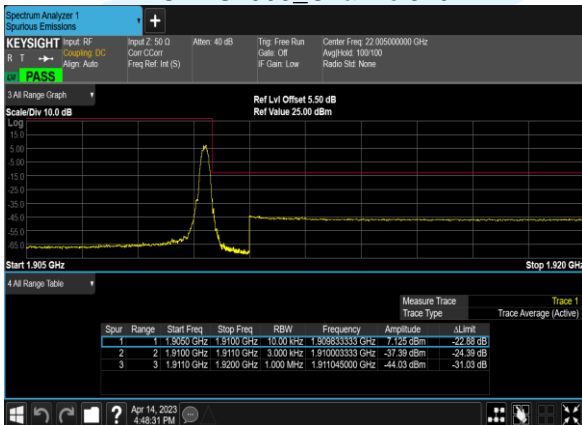 Spectrum Analyzer 1
Spurious Emissions
KEYSIGHT
R T
LV PASS
Input: RF
Coupling: DC
Align: Auto
Input Z: 50 Ω
Corr CCorr
Freq Ref: Int (S)
Atten: 40 dB
Trig: Free Run
Gate: Off
IF Gain: Low
Center Freq: 22.005000000 GHz
Avg|Hold: 100/100
Radio Std: None
3 All Range Graph
Scale/Div 10.0 dB
Ref Lvl Offset 5.50 dB
Ref Value 25.00 dBm
Log
15.0
5.00
-5.00
-15.0
-25.0
-35.0
-45.0
-55.0
-65.0
Start 1.905 GHz
Stop 1.920 GHz
4 All Range Table
Measure Trace Trace 1
Trace Type Trace Average (Active)
Spur Range Start Freq Stop Freq RBW Frequency Amplitude ΔLimit
1 1 1.9050 GHz 1.9100 GHz 10.00 kHz 1.909833333 GHz 7.125 dBm -22.88 dB
2 2 1.9100 GHz 1.9110 GHz 3.000 kHz 1.910003333 GHz -37.39 dBm -24.39 dB
3 3 1.9110 GHz 1.9200 GHz 1.000 MHz 1.911045000 GHz -44.03 dBm -31.03 dB
Apr 14, 2023
4:48:31 PM